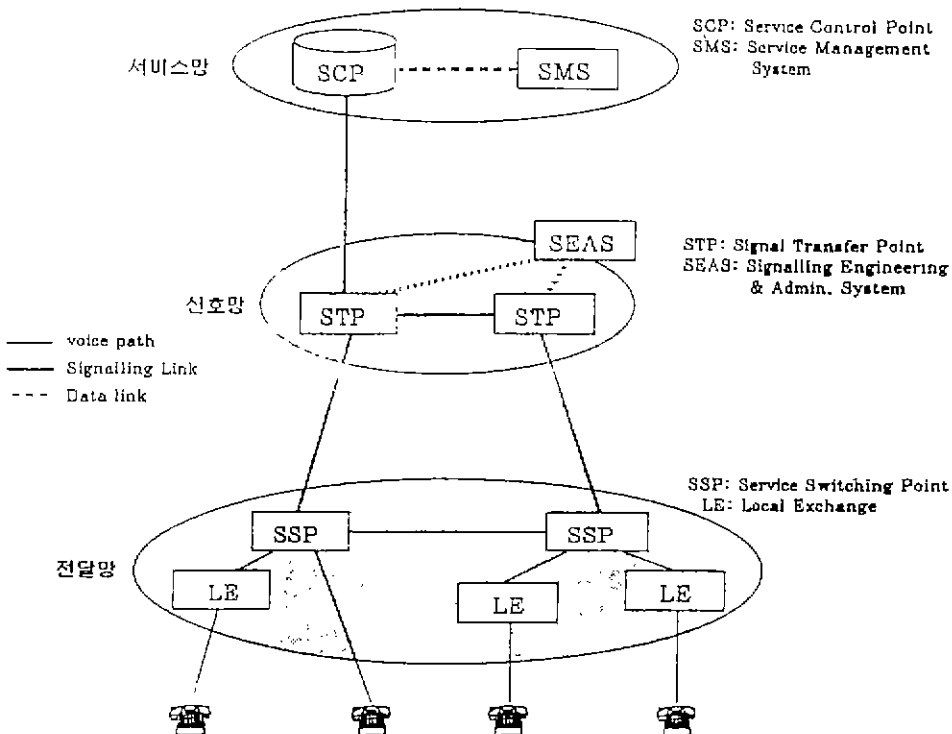 SCP: Service Control Point
SMS: Service Management
System
서비스망
SCP
SMS
SEAS
STP: Signal Transfer Point
SEAS: Signalling Engineering
& Admin. System
신호망
STP
STP
voice path
Signalling Link
Data link
SSP: Service Switching Point
LE: Local Exchange
SSP
SSP
전달망
LE
LE
LE